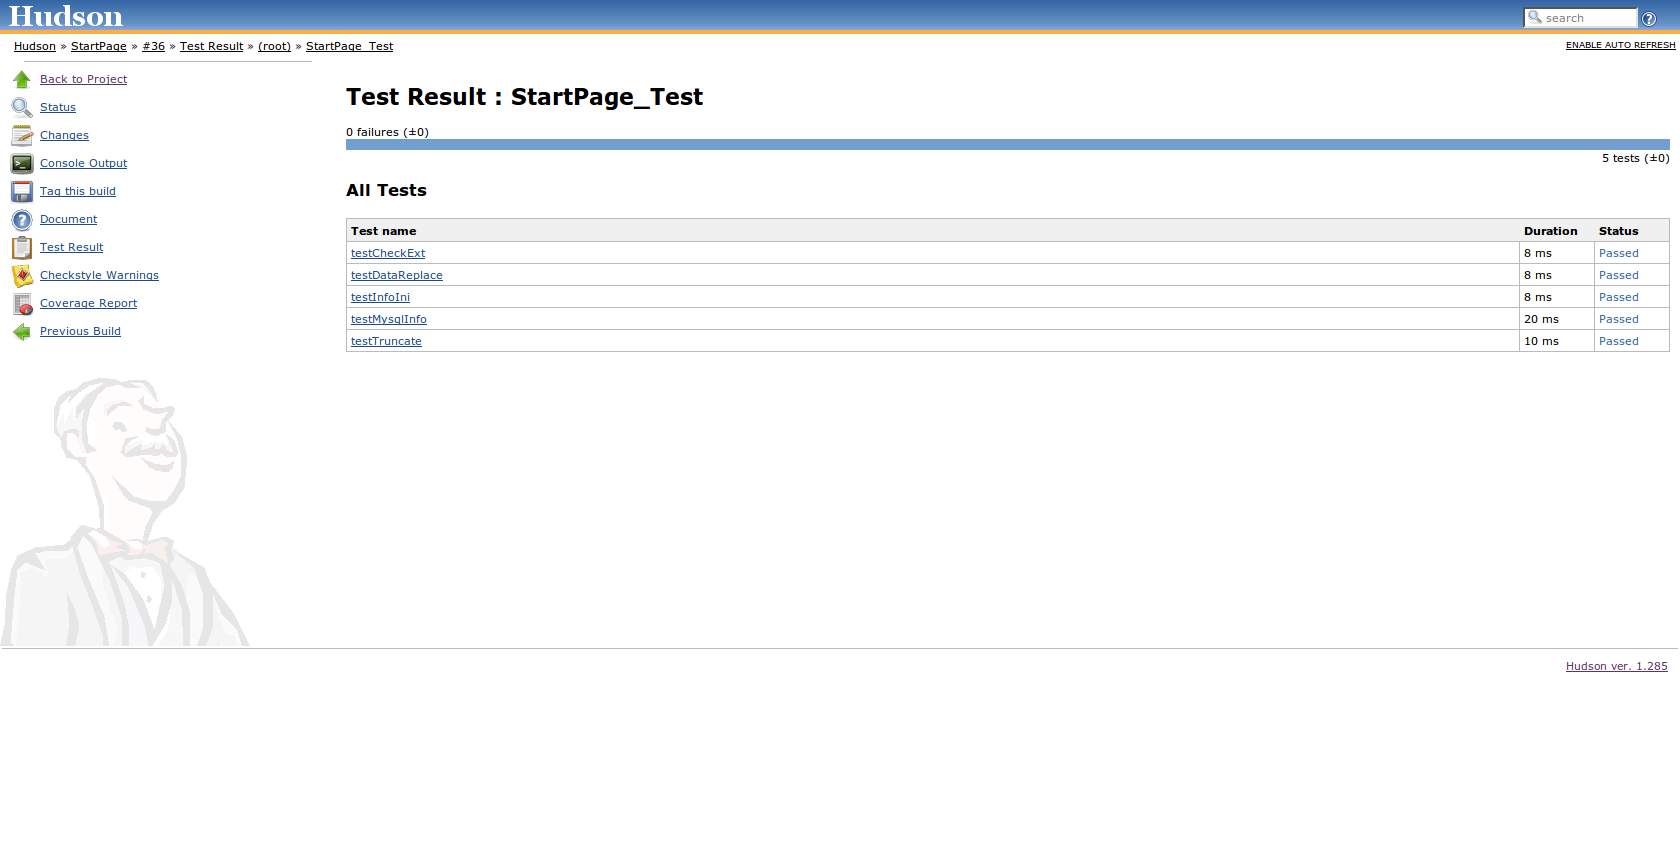 Hudson
search
Hudson » StartPage » #36 » Test Result » (root) » StartPage_Test
ENABLE AUTO REFRESH
Back to Project
Status
Changes
Console Output
Tag this build
Document
Test Result
Checkstyle Warnings
Coverage Report
Previous Build
Test Result : StartPage_Test
0 failures (±0)
5 tests (±0)
All Tests
Test name Duration Status
testCheckExt 8 ms Passed
testDataReplace 8 ms Passed
testInfoIni 8 ms Passed
testMysqlInfo 20 ms Passed
testTruncate 10 ms Passed
Hudson ver. 1.285